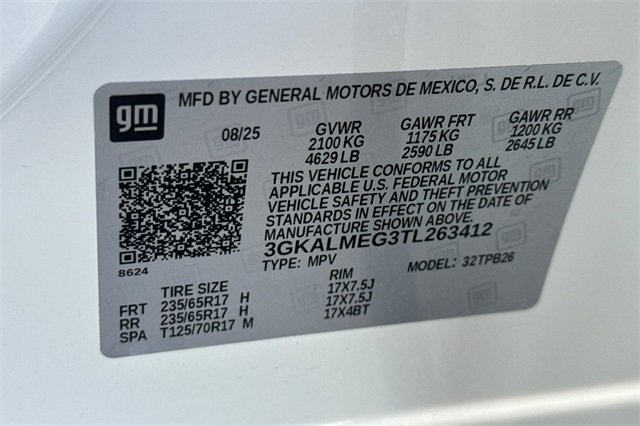 gm
MFD BY GENERAL MOTORS DE MEXICO, S. DE R.L. DE C.V.
08/25 GVWR GAWR FRT GAWR RR
2100 KG 1175 KG 1200 KG
4629 LB 2590 LB 2645 LB
THIS VEHICLE CONFORMS TO ALL
APPLICABLE U.S. FEDERAL MOTOR
VEHICLE SAFETY AND THEFT PREVENTION
STANDARDS IN EFFECT ON THE DATE OF
MANUFACTURE SHOWN ABOVE.
3GKALMEG3TL263412
8624 TYPE: MPV MODEL: 32TPB26
TIRE SIZE RIM
FRT 235/65R17 H 17X7.5J
RR 235/65R17 H 17X7.5J
SPA T125/70R17 M 17X4BT